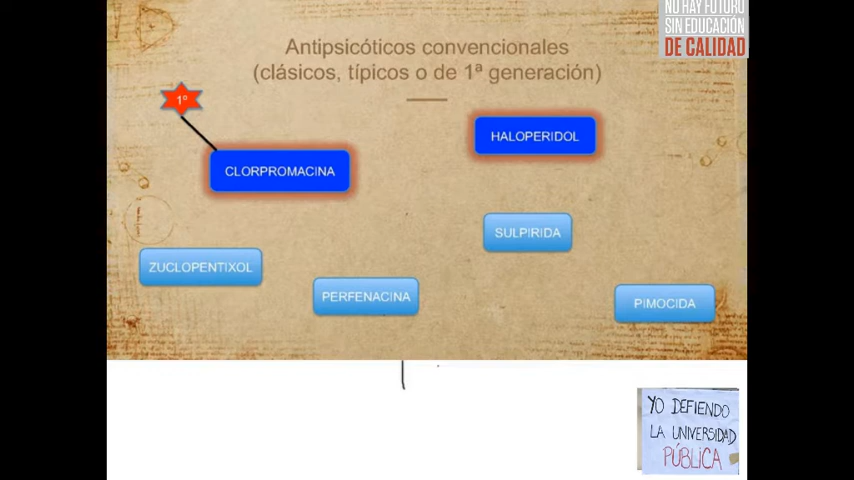 NO HAY FUTURO
SIN EDUCACIÓN
DE CALIDAD
Antipsicóticos convencionales
(clásicos, típicos o de 1ª generación)
1º
HALOPERIDOL
CLORPROMACINA
SULPIRIDA
ZUCLOPENTIXOL
PERFENACINA
PIMOCIDA
YO DEFIENDO
LA UNIVERSIDAD
PÚBLICA